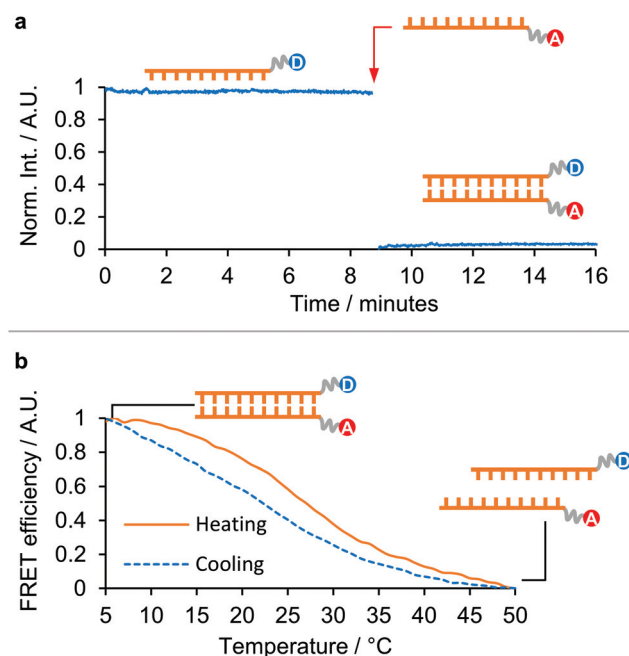 a
A
D
1
0.8
0.6
0.4
0.2
0
Norm. Int. / A.U.
D
A
0 2 4 6 8 10 12 14 16
Time / minutes
b
D
A
1
0.8
0.6
0.4
0.2
0
FRET efficiency / A.U.
D
A
Heating
Cooling
5 10 15 20 25 30 35 40 45 50
Temperature / °C